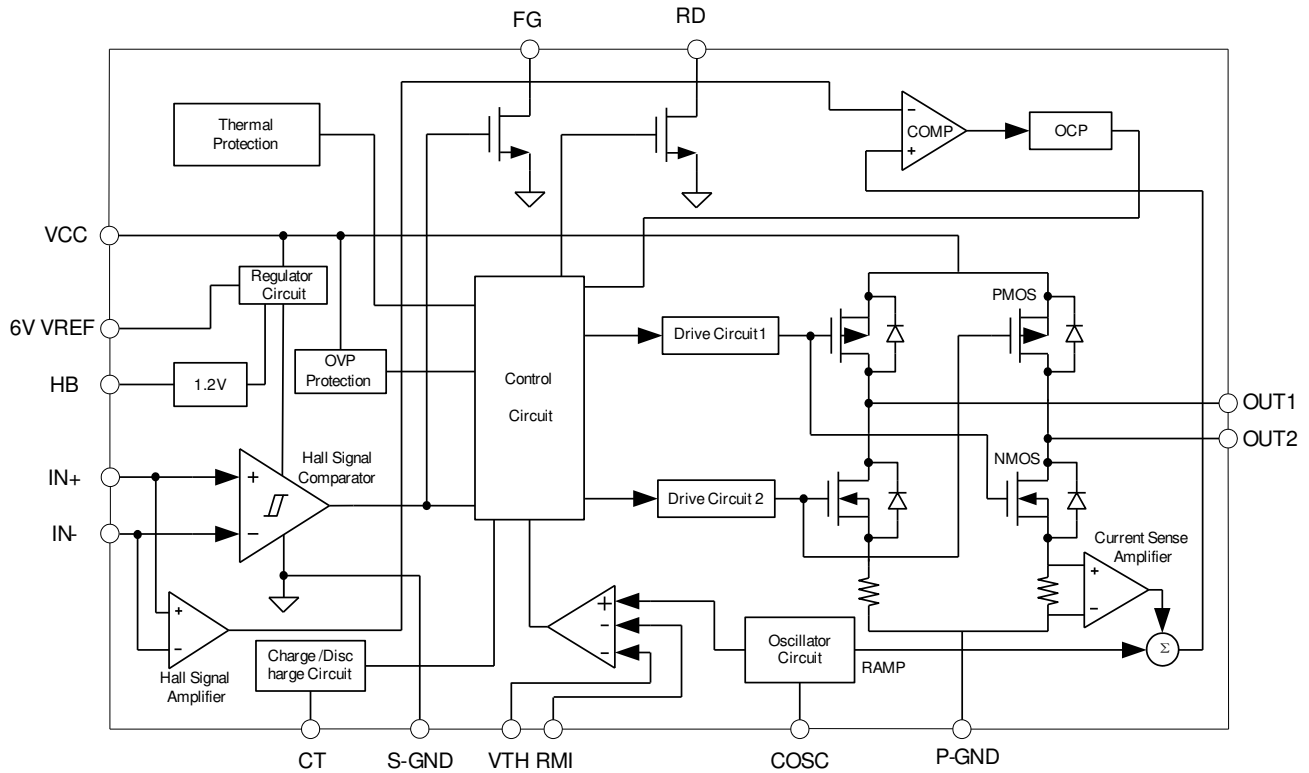 FG
RD
Thermal
Protection
−
COMP
+
OCP
VCC
Regulator
Circuit
PMOS
6V VREF
Drive Circuit1
OVP
Protection
HB
1.2V
Control
Circuit
OUT1
OUT2
IN+
+
Hall Signal
Comparator
NMOS
Drive Circuit 2
IN-
−
Current Sense
Amplifier
+
−
+
−
Hall Signal
Amplifier
Charge /Disc
harge Circuit
+
−
−
Oscillator
Circuit
RAMP
Σ
CT
S-GND
VTH RMI
COSC
P-GND